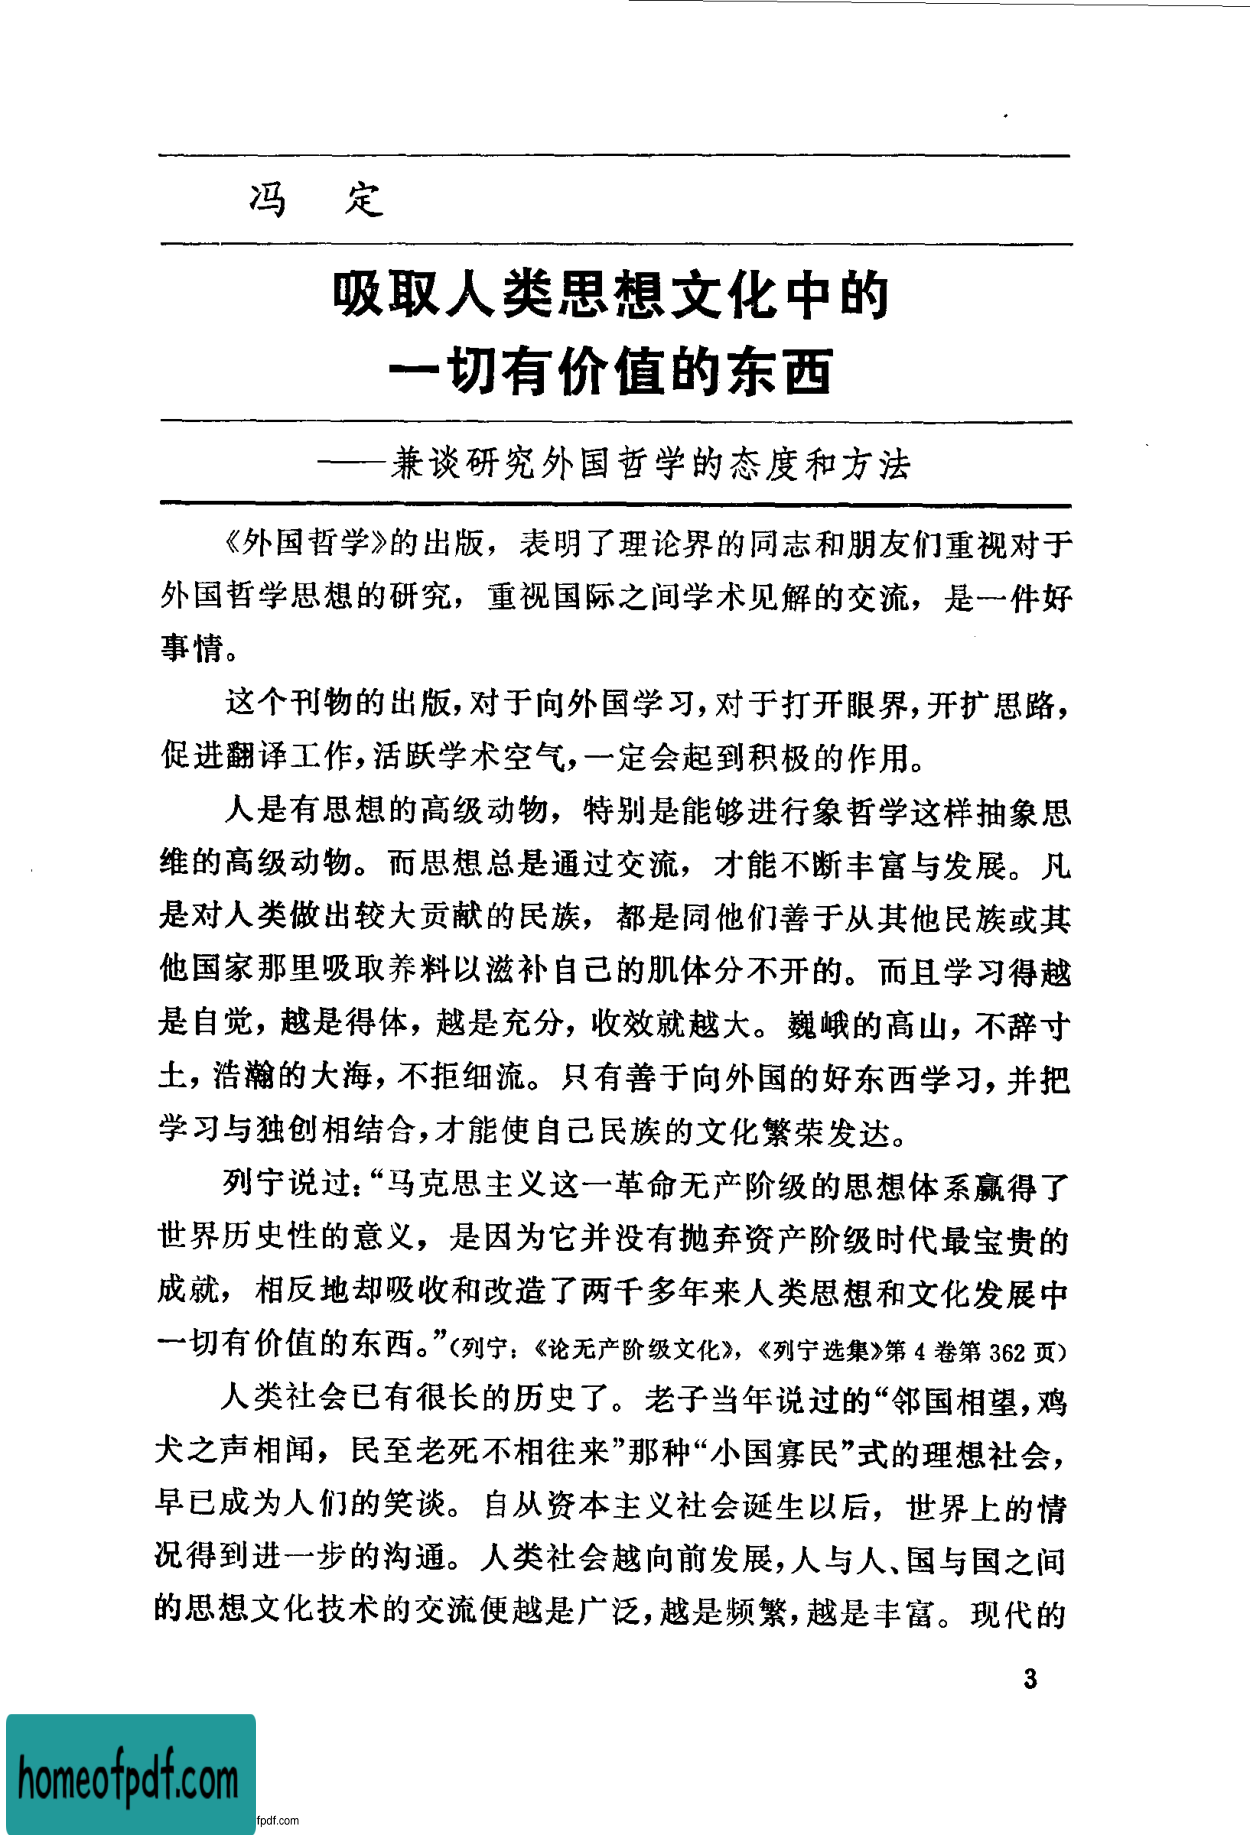 冯 定
吸取人类思想文化中的
一切有价值的东西
——兼谈研究外国哲学的态度和方法
《外国哲学》的出版，表明了理论界的同志和朋友们重视对于
外国哲学思想的研究，重视国际之间学术见解的交流，是一件好
事情。
这个刊物的出版，对于向外国学习，对于打开眼界，开扩思路，
促进翻译工作，活跃学术空气，一定会起到积极的作用。
人是有思想的高级动物，特别是能够进行象哲学这样抽象思
维的高级动物。而思想总是通过交流，才能不断丰富与发展。凡
是对人类做出较大贡献的民族，都是同他们善于从其他民族或其
他国家那里吸取养料以滋补自己的肌体分不开的。而且学习得越
是自觉，越是得体，越是充分，收效就越大。巍峨的高山，不辞寸
土，浩瀚的大海，不拒细流。只有善于向外国的好东西学习，并把
学习与独创相结合，才能使自己民族的文化繁荣发达。
列宁说过：“马克思主义这一革命无产阶级的思想体系赢得了
世界历史性的意义，是因为它并没有抛弃资产阶级时代最宝贵的
成就，相反地却吸收和改造了两千多年来人类思想和文化发展中
一切有价值的东西。”（列宁：《论无产阶级文化》，《列宁选集》第 4 卷第 362 页）
人类社会已有很长的历史了。老子当年说过的“邻国相望，鸡
犬之声相闻，民至老死不相往来”那种“小国寡民”式的理想社会，
早已成为人们的笑谈。自从资本主义社会诞生以后，世界上的情
况得到进一步的沟通。人类社会越向前发展，人与人、国与国之间
的思想文化技术的交流便越是广泛，越是频繁，越是丰富。现代的
3
homeofpdf.com
fpdf.com